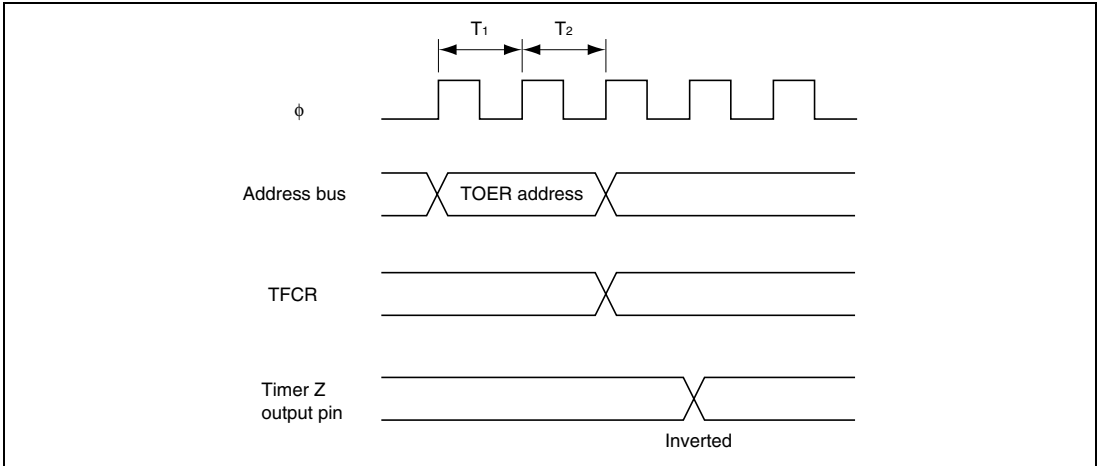 T1 T2
ϕ
Address bus TOER address
TFCR
Timer Z
output pin
Inverted